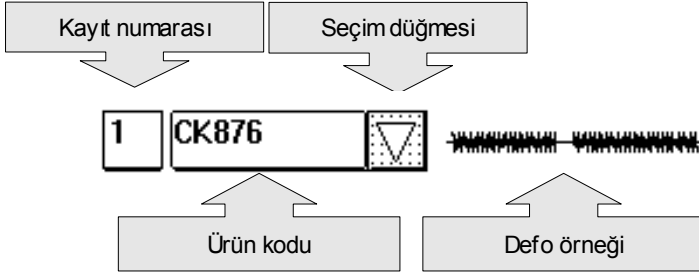 Kayıt numarası
Seçim düğmesi
1 CK876
Ürün kodu
Defo örneği